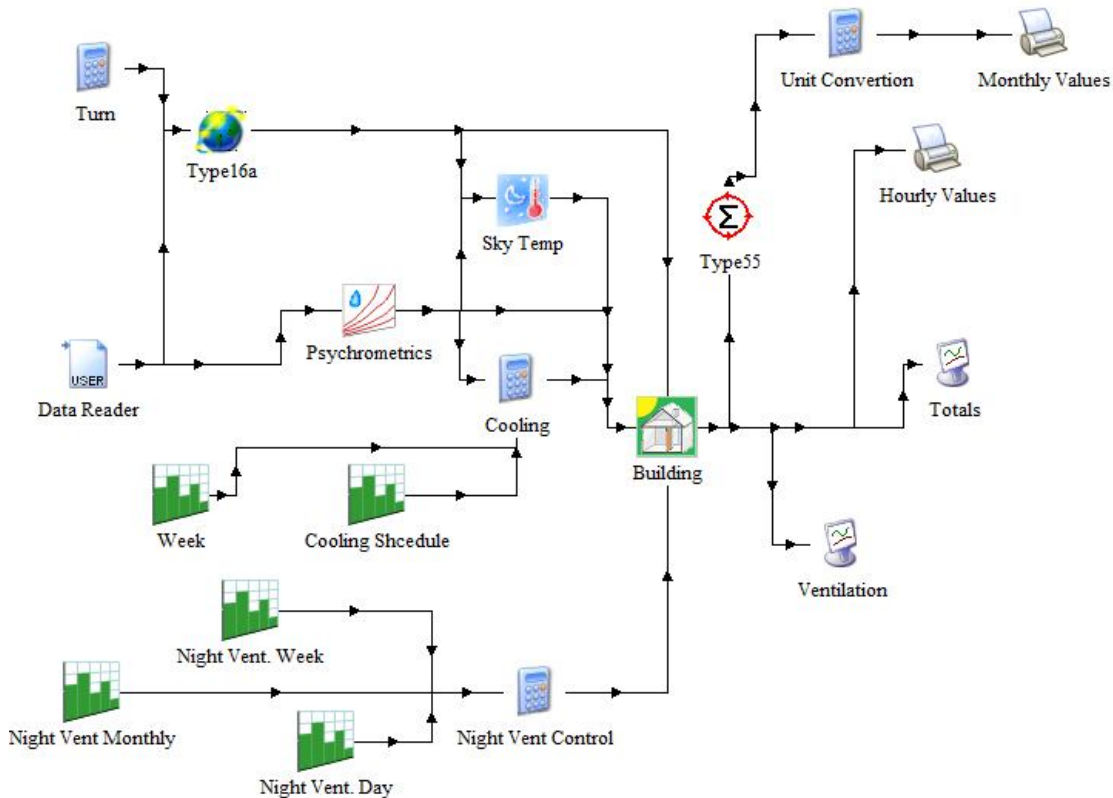 Turn
Type16a
Unit Convertion
Monthly Values
Hourly Values
Sky Temp
Type55
USER
Data Reader
Psychrometrics
Cooling
Totals
Building
Week
Cooling Shcedule
Ventilation
Night Vent. Week
Night Vent Monthly
Night Vent. Day
Night Vent Control
Σ